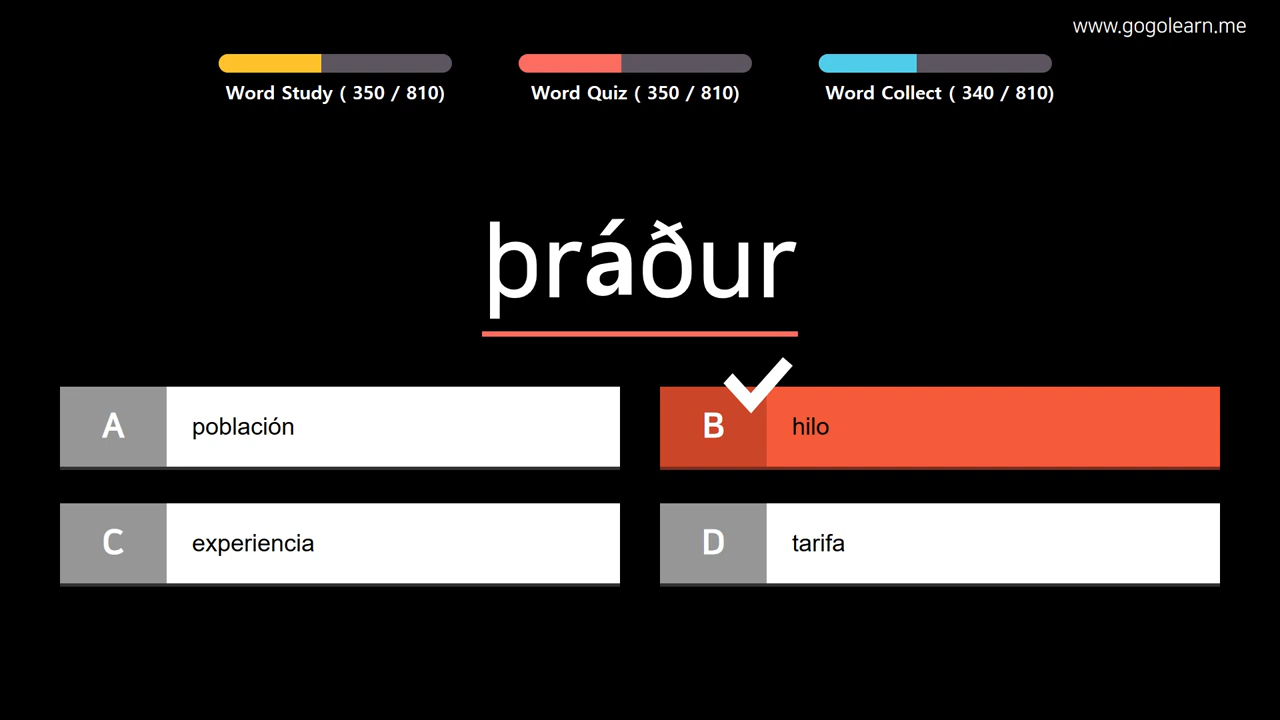 www.gogolearn.me
Word Study ( 350 / 810)
Word Quiz ( 350 / 810)
Word Collect ( 340 / 810)
þráður
A población
B hilo
C experiencia
D tarifa